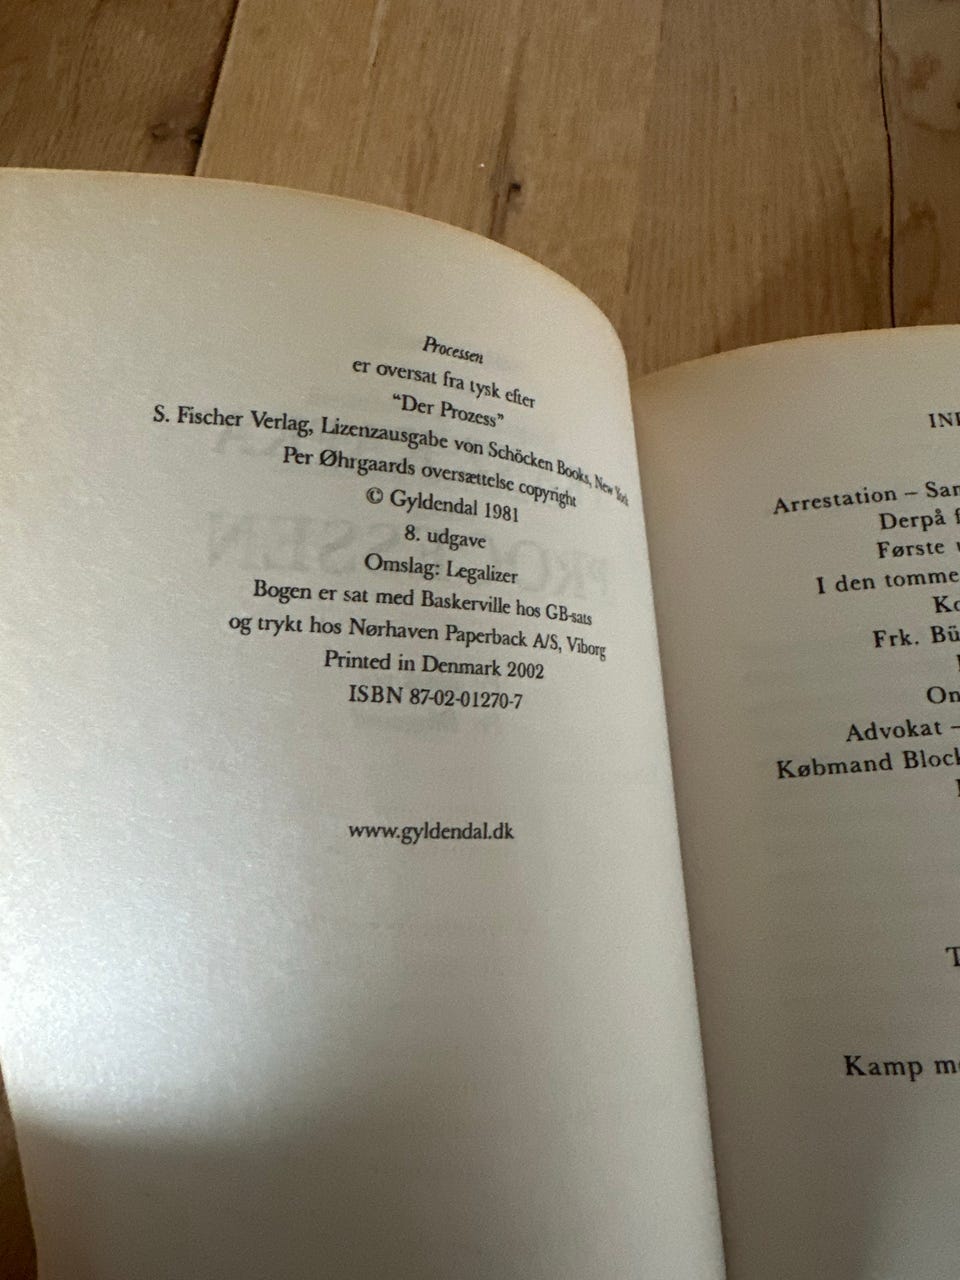 Processen
er oversat fra tysk efter
“Der Prozess”
S. Fischer Verlag, Lizenzausgabe von Schöcken Books, New York
Per Øhrgaards oversættelse copyright
© Gyldendal 1981
8. udgave
Omslag: Legalizer
Bogen er sat med Baskerville hos GB-sats
og trykt hos Nørhaven Paperback A/S, Viborg
Printed in Denmark 2002
ISBN 87-02-01270-7
www.gyldendal.dk
Arrestation –
Derpå
Første
I den tomme
Frk.
Advokat –
Købmand Block
Kamp